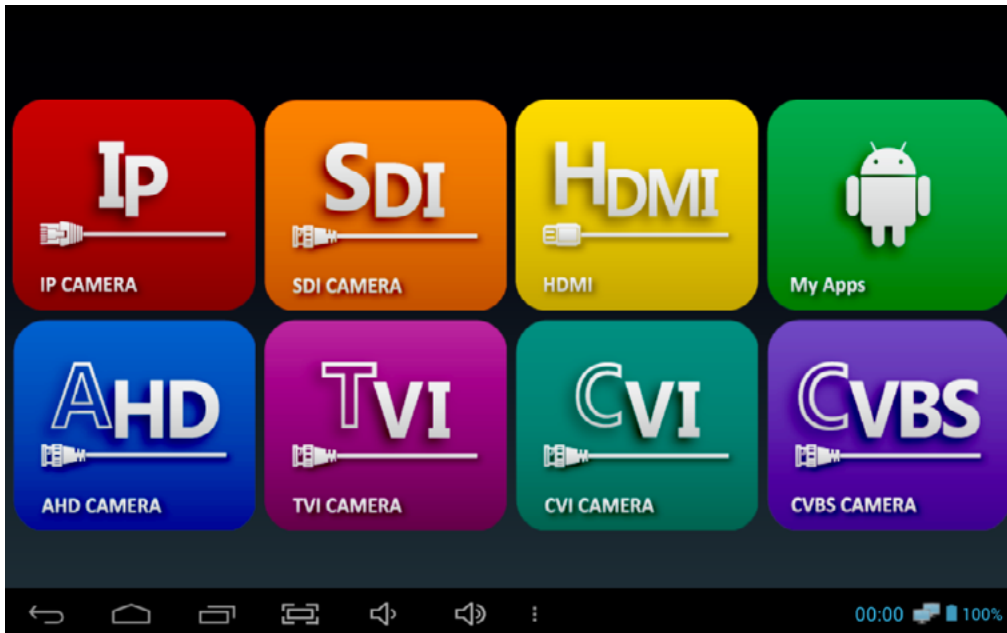 IP
IP CAMERA
SDI
SDI CAMERA
HDMI
HDMI
My Apps
AHD
AHD CAMERA
TVI
TVI CAMERA
CVI
CVI CAMERA
CVBS
CVBS CAMERA
00:00 100%